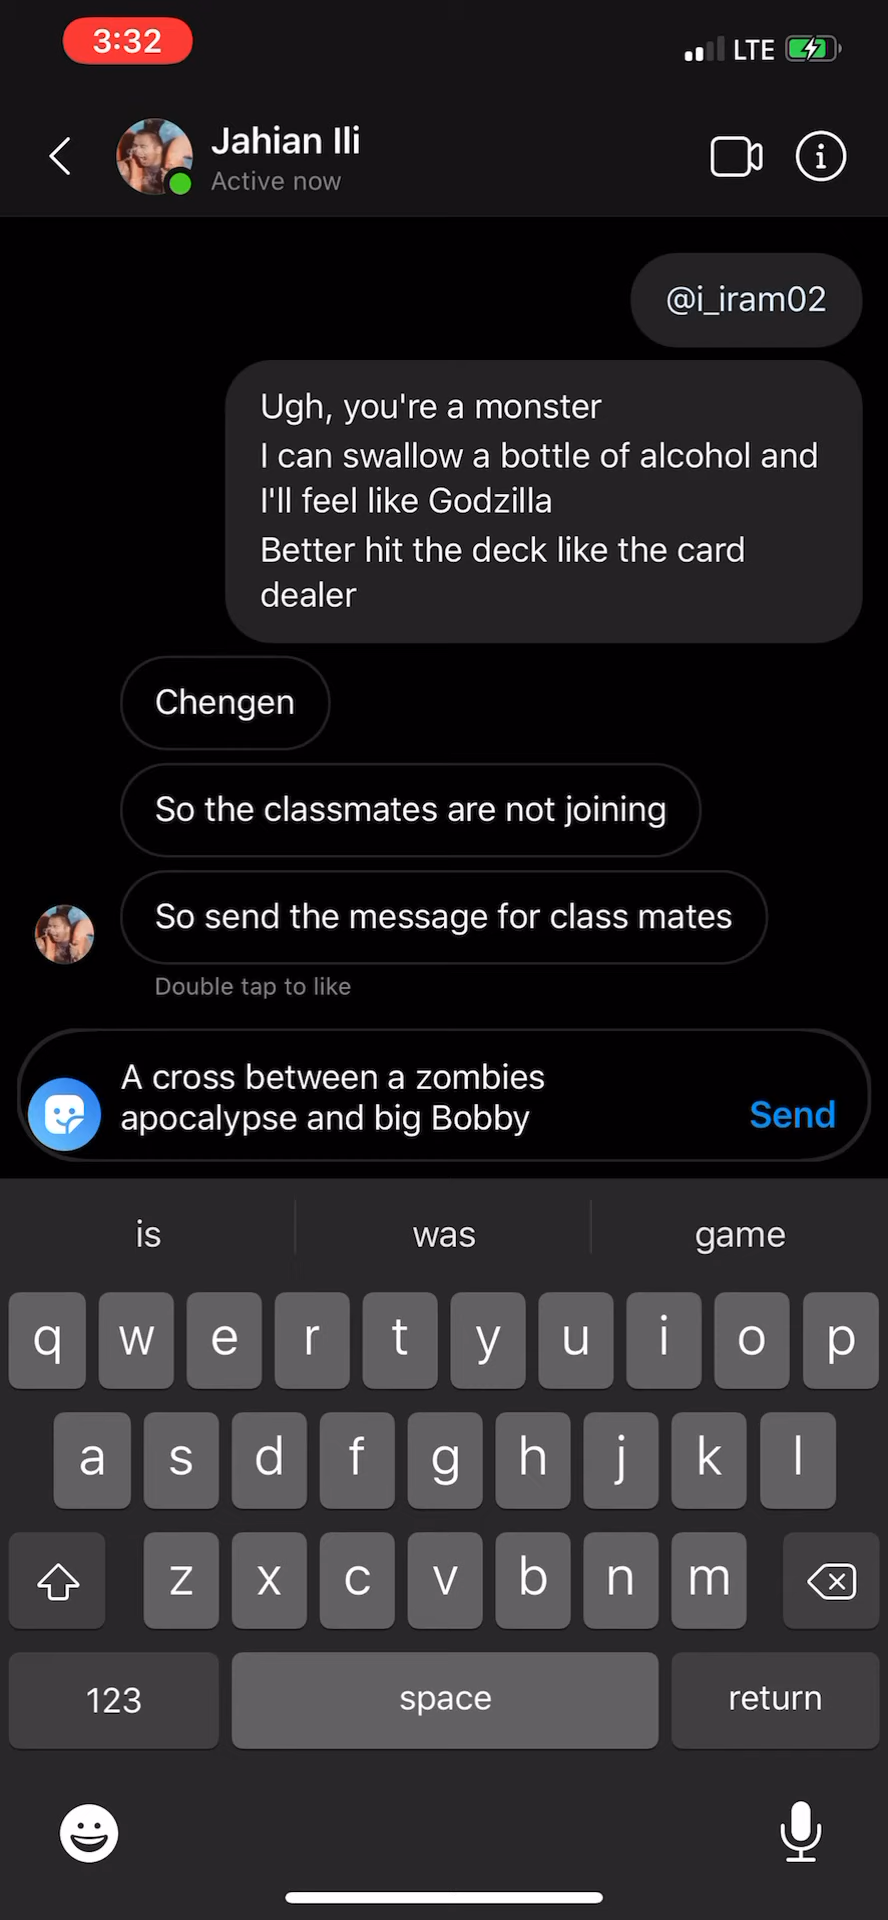 3:32
LTE
Jahian Ili
Active now
@i_iram02
Ugh, you're a monster
I can swallow a bottle of alcohol and
I'll feel like Godzilla
Better hit the deck like the card
dealer
Chengen
So the classmates are not joining
So send the message for class mates
Double tap to like
A cross between a zombies
apocalypse and big Bobby
Send
is was game
q w e r t y u i o p
a s d f g h j k l
z x c v b n m
123 space return